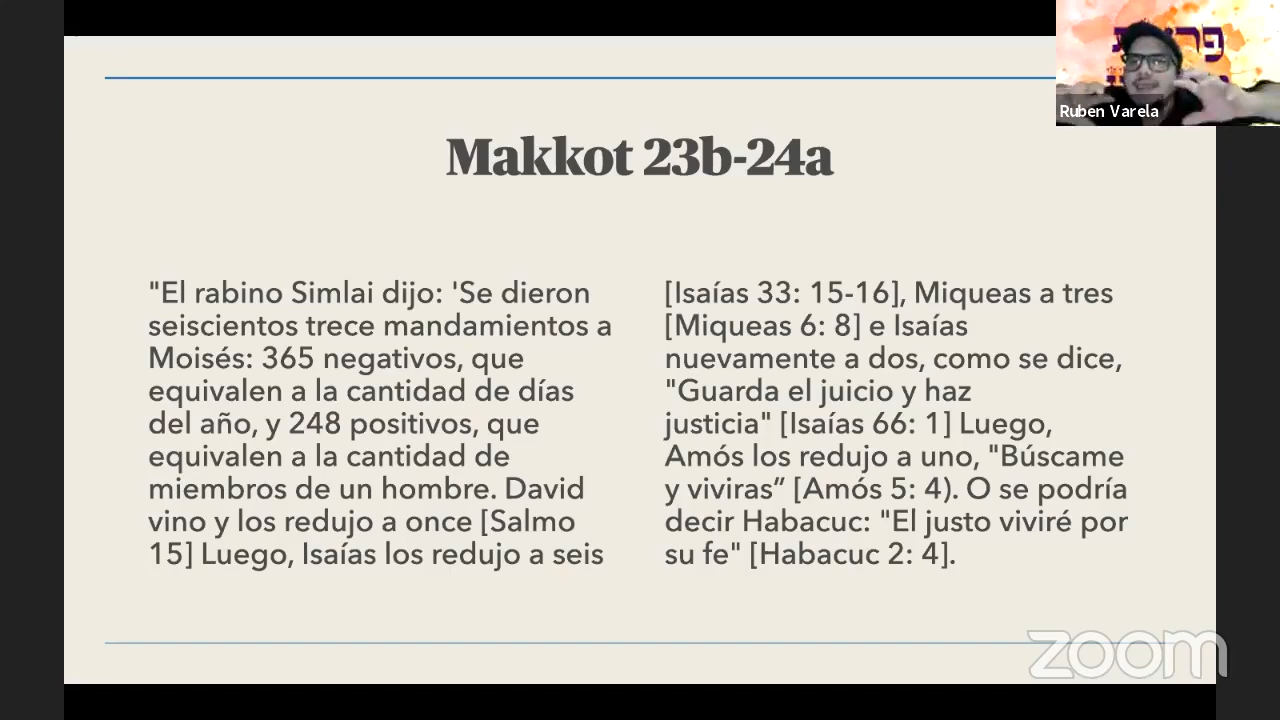 Makkot 23b-24a
"El rabino Simlai dijo: 'Se dieron
seiscientos trece mandamientos a
Moisés: 365 negativos, que
equivalen a la cantidad de días
del año, y 248 positivos, que
equivalen a la cantidad de
miembros de un hombre. David
vino y los redujo a once [Salmo
15] Luego, Isaías los redujo a seis
[Isaías 33: 15-16], Miqueas a tres
[Miqueas 6: 8] e Isaías
nuevamente a dos, como se dice,
"Guarda el juicio y haz
justicia" [Isaías 66: 1] Luego,
Amós los redujo a uno, "Búscame
y viviras” [Amós 5: 4). O se podría
decir Habacuc: "El justo viviré por
su fe" [Habacuc 2: 4].
Ruben Varela
zoom